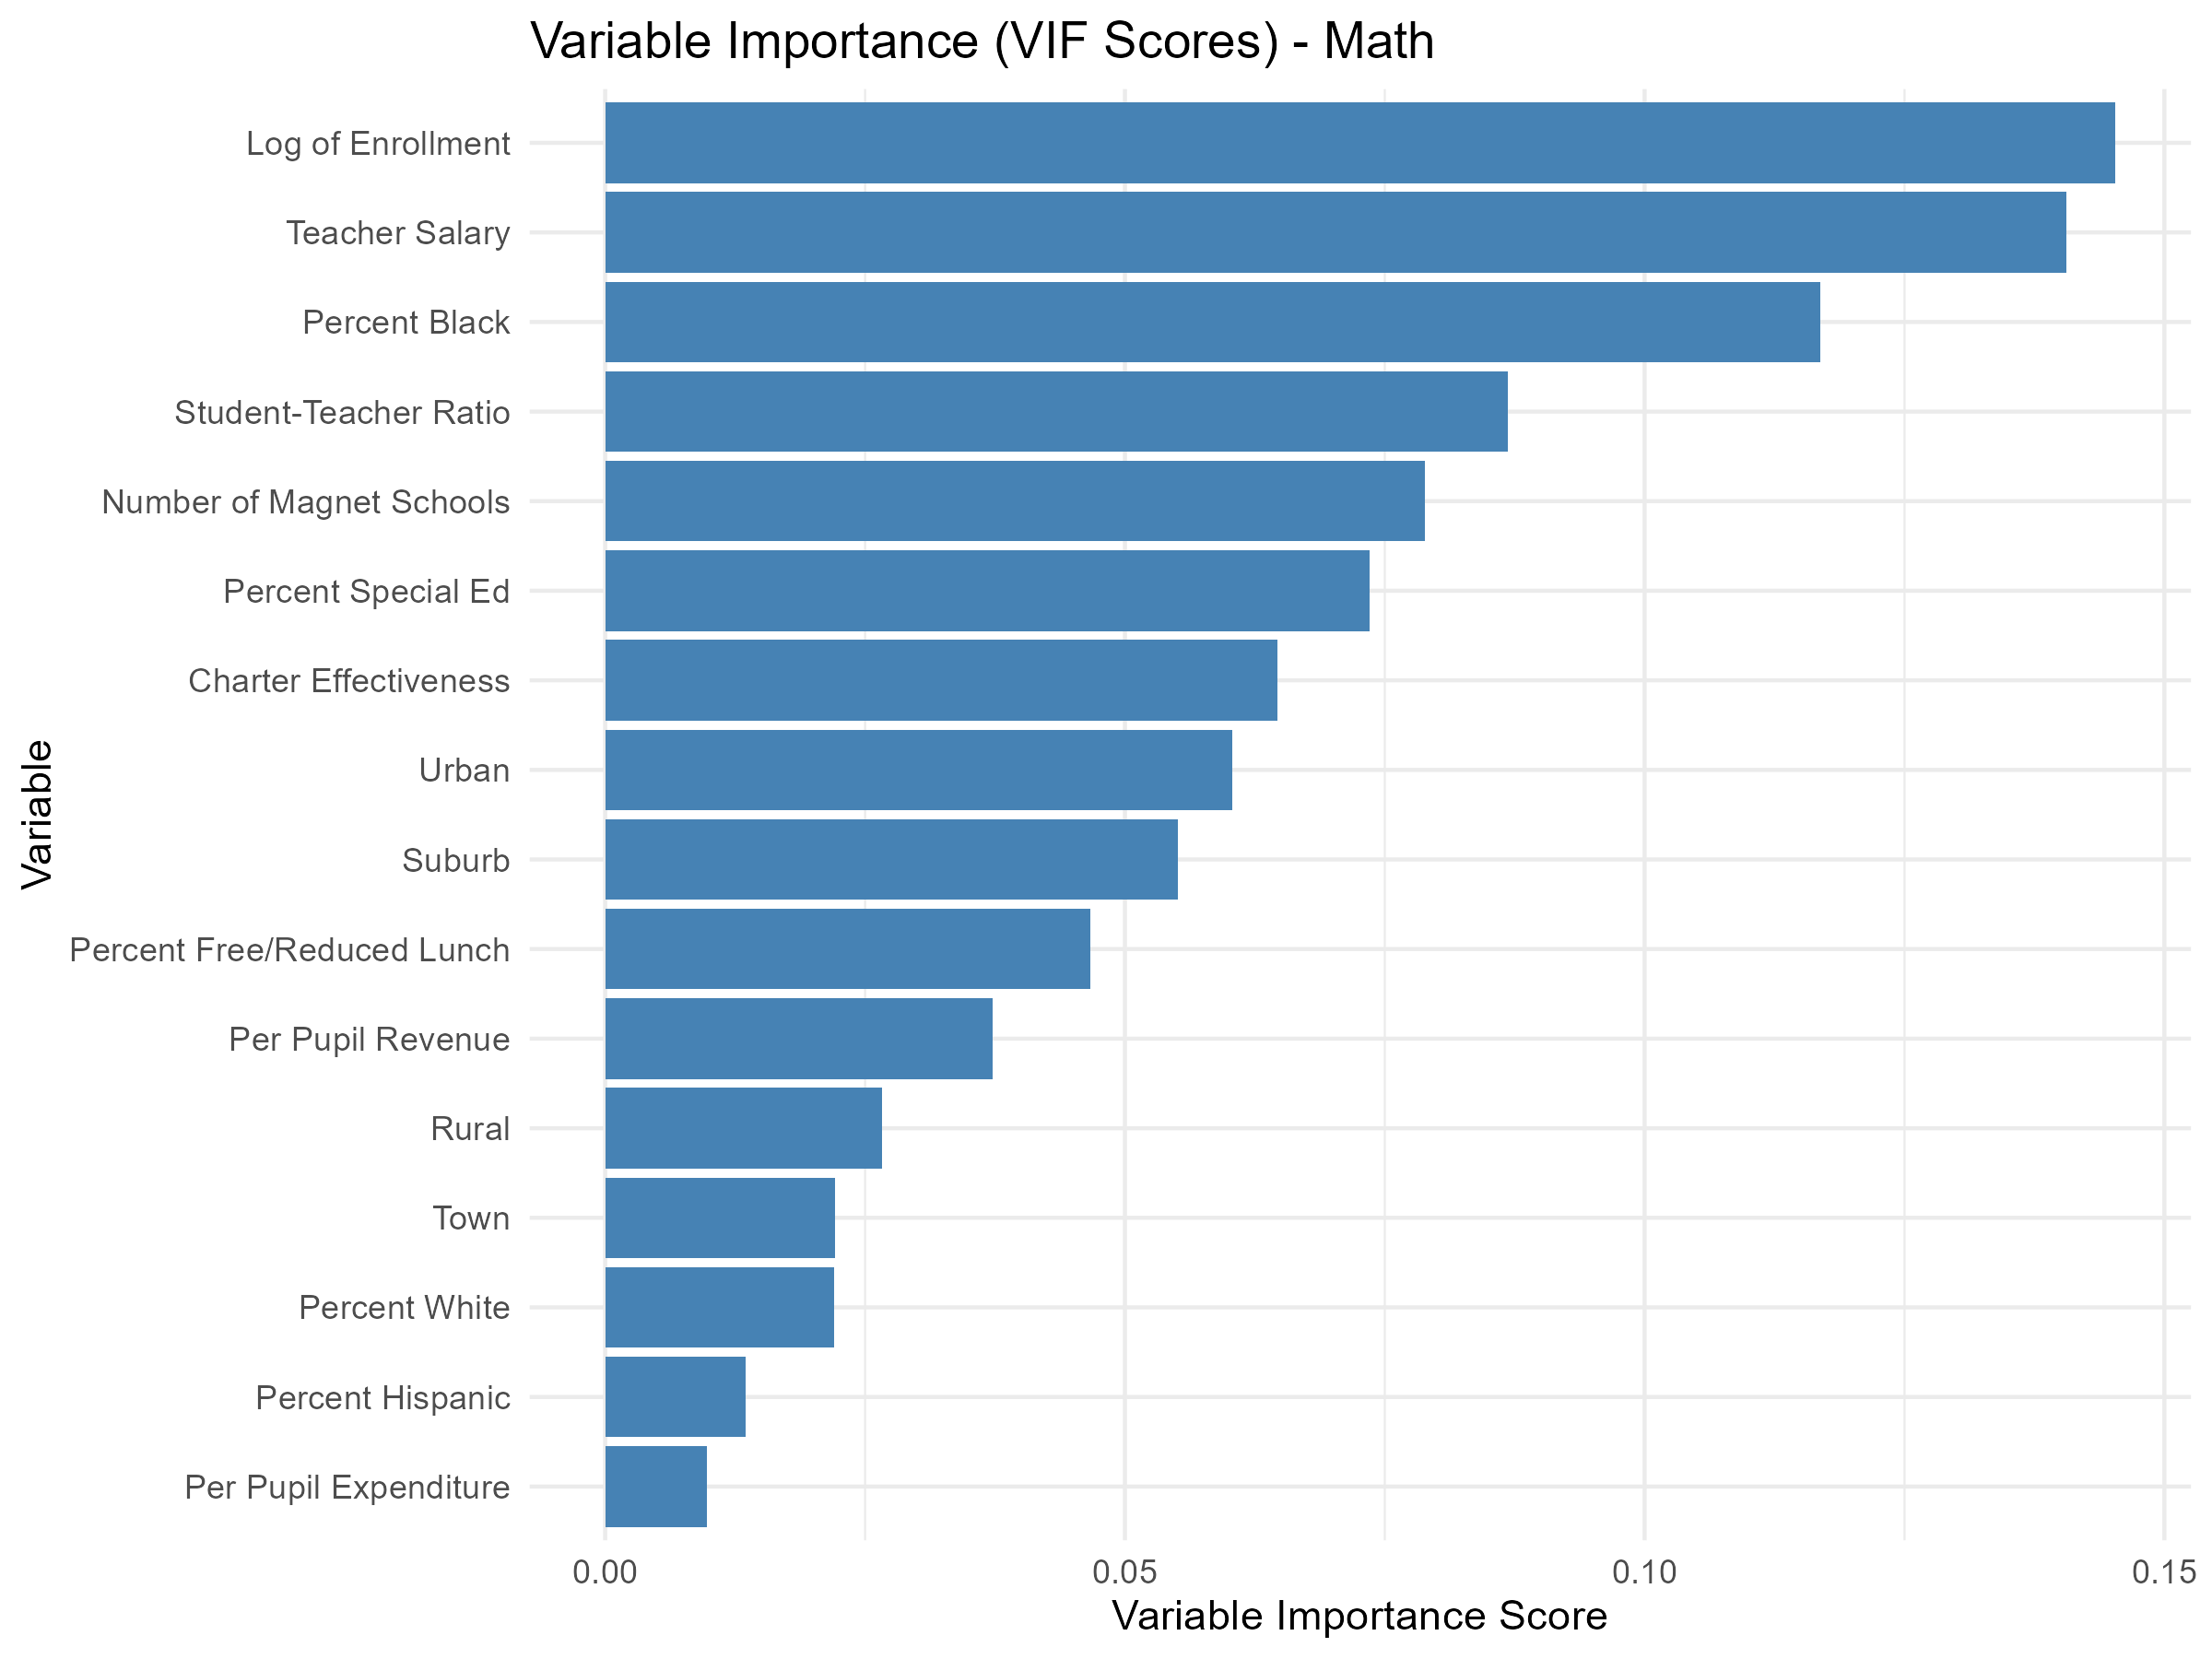 Variable Importance (VIF Scores) - Math
Log of Enrollment
Teacher Salary
Percent Black
Student-Teacher Ratio
Number of Magnet Schools
Percent Special Ed
Charter Effectiveness
Urban
Suburb
Percent Free/Reduced Lunch
Per Pupil Revenue
Rural
Town
Percent White
Percent Hispanic
Per Pupil Expenditure
Variable
0.00 0.05 0.10 0.15
Variable Importance Score